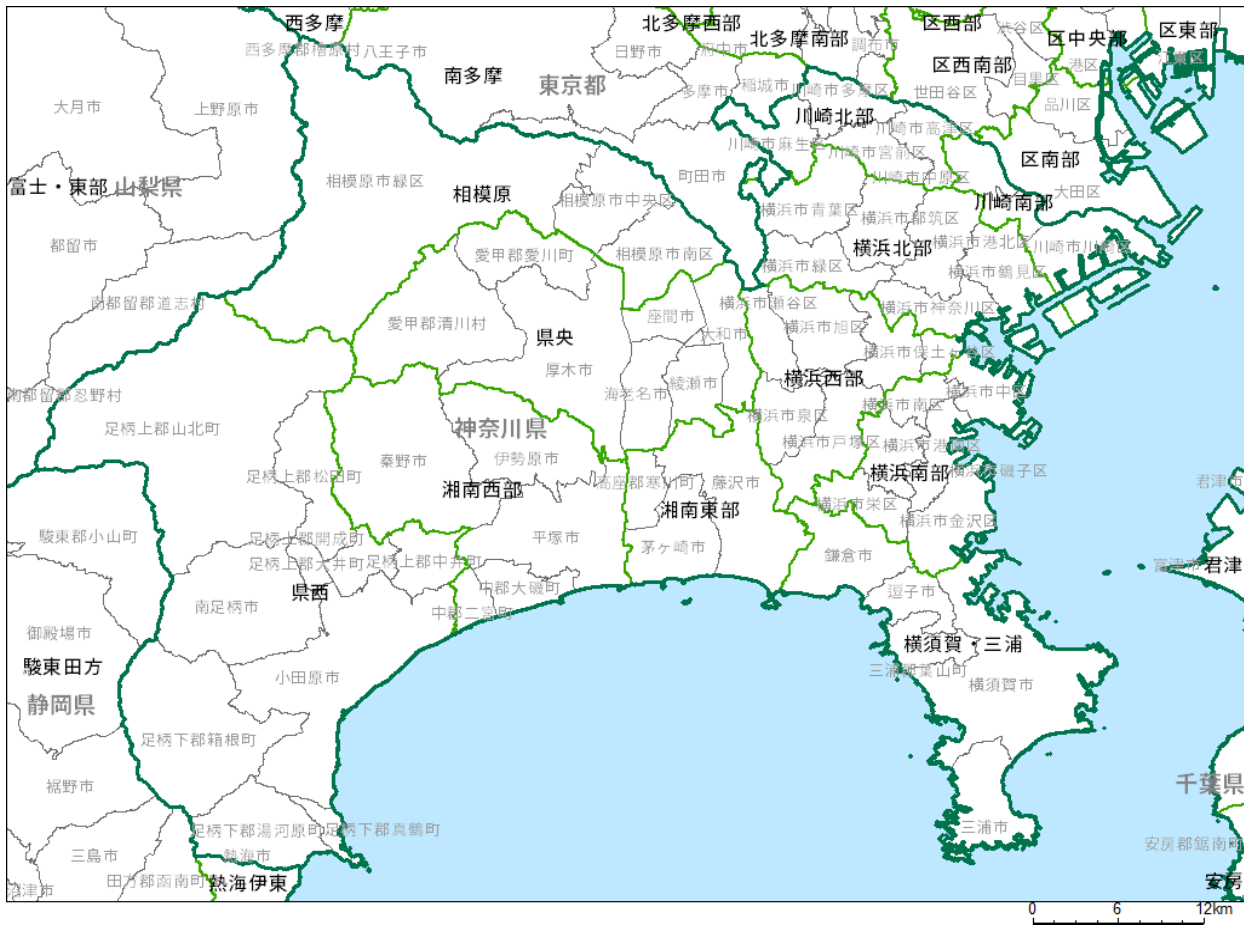 西多摩
北多摩西部
区西部
渋谷区
区東部
西多摩郡檜原村
八王子市
日野市
府中市
北多摩南部
調布市
区中央部
港区
江東区
南多摩
東京都
多摩市
稲城市
川崎市多摩区
区西南部
目黒区
世田谷区
品川区
大月市
上野原市
川崎北部
川崎市高津区
川崎市麻生区
川崎市宮前区
区南部
富士・東部
山梨県
相模原市緑区
相模原
町田市
川崎市中原区
大田区
相模原市中央区
横浜市青葉区
横浜市都筑区
川崎南部
都留市
愛甲郡愛川町
相模原市南区
横浜北部
横浜市港北区
川崎市川崎区
横浜市緑区
横浜市鶴見区
南都留郡道志村
横浜市瀬谷区
横浜市神奈川区
愛甲郡清川村
県央
座間市
大和市
横浜市旭区
横浜市保土ヶ谷区
厚木市
綾瀬市
横浜西部
南都留郡忍野村
海老名市
横浜市南区
横浜市中区
足柄上郡山北町
神奈川県
横浜市泉区
横浜市戸塚区
横浜市港南区
秦野市
伊勢原市
足柄上郡松田町
湘南西部
高座郡寒川町
藤沢市
横浜南部
横浜市磯子区
君津市
湘南東部
横浜市栄区
横浜市金沢区
駿東郡小山町
足柄上郡開成町
平塚市
茅ヶ崎市
鎌倉市
足柄上郡大井町
足柄上郡中井町
富津市
君津
県西
中郡大磯町
逗子市
南足柄市
中郡二宮町
御殿場市
横須賀・三浦
駿東田方
小田原市
三浦郡葉山町
横須賀市
静岡県
足柄下郡箱根町
裾野市
千葉県
足柄下郡湯河原町
足柄下郡真鶴町
三浦市
三島市
熱海市
安房郡鋸南町
沼津市
田方郡函南町
熱海伊東
安房
0 6 12km